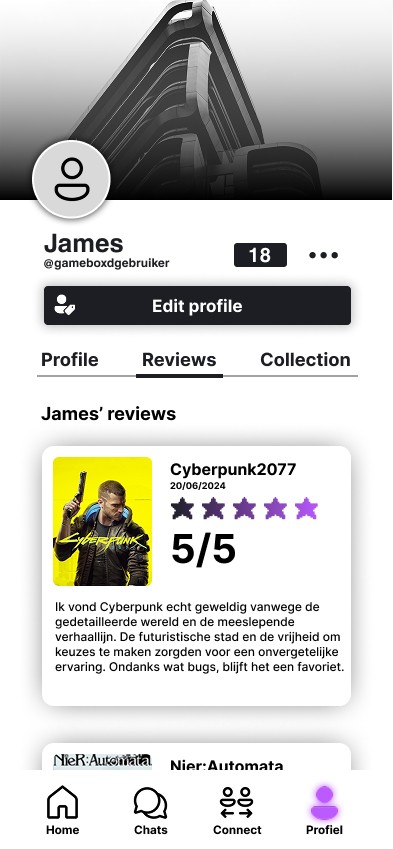 James
@gameboxdgebruiker
18
Edit profile
Profile
Reviews
Collection
James’ reviews
CYBERPUNK
Cyberpunk2077
20/06/2024
5/5
Ik vond Cyberpunk echt geweldig vanwege de
gedetailleerde wereld en de meeslepende
verhaallijn. De futuristische stad en de vrijheid om
keuzes te maken zorgden voor een onvergetelijke
ervaring. Ondanks wat bugs, blijft het een favoriet.
NieR:Automata
Nier:Automata
Home
Chats
Connect
Profiel